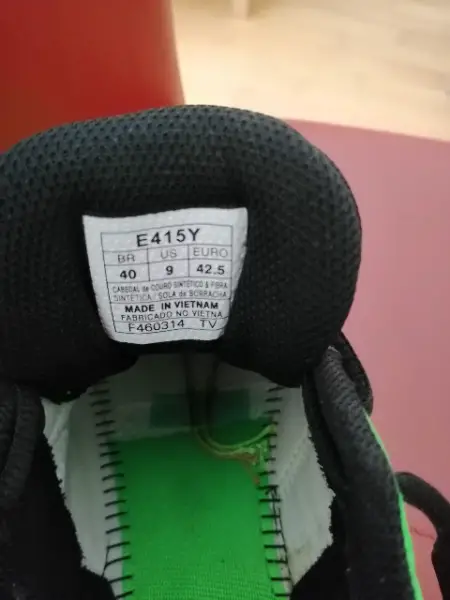 E415Y
BR US EURO
40 9 42.5
CABEDAL de COURO SINTÉTICO & FIBRA
SINTÉTICA / SOLA de BORRACHA
MADE IN VIETNAM
FABRICADO NO VIETNA
F460314 TV